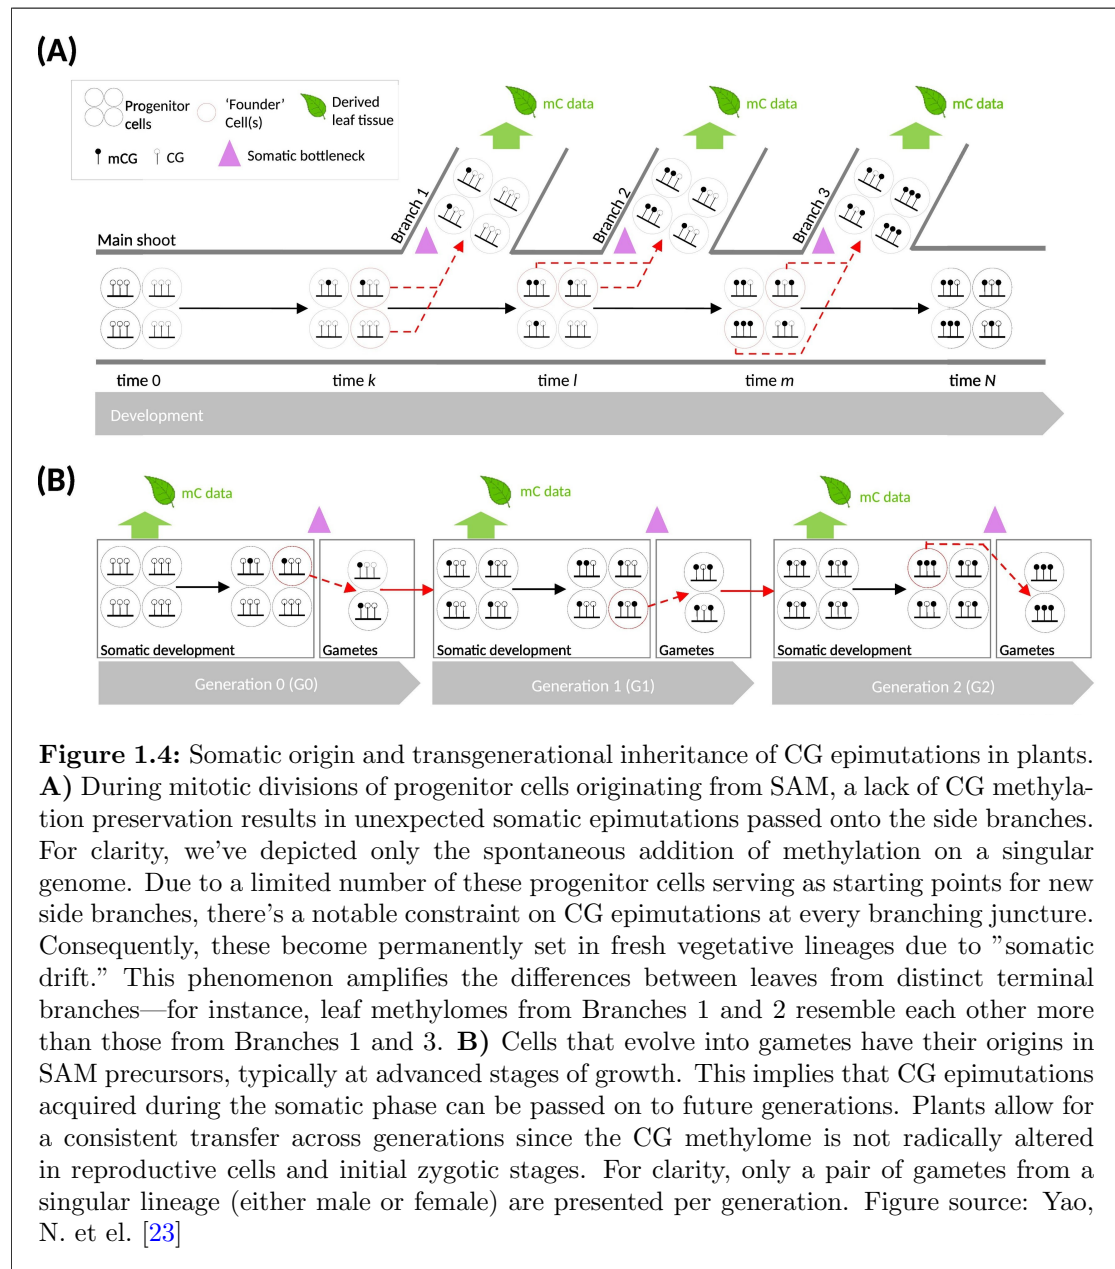 (A)
Progenitor cells
'Founder' Cell(s)
Derived leaf tissue
mCG
CG
Somatic bottleneck
mC data
mC data
mC data
Branch 1
Branch 2
Branch 3
Main shoot
time 0
time k
time l
time m
time N
Development
(B)
mC data
mC data
mC data
Somatic development
Gametes
Somatic development
Gametes
Somatic development
Gametes
Generation 0 (G0)
Generation 1 (G1)
Generation 2 (G2)
Figure 1.4: Somatic origin and transgenerational inheritance of CG epimutations in plants.
A) During mitotic divisions of progenitor cells originating from SAM, a lack of CG methyla-
tion preservation results in unexpected somatic epimutations passed onto the side branches.
For clarity, we've depicted only the spontaneous addition of methylation on a singular
genome. Due to a limited number of these progenitor cells serving as starting points for new
side branches, there's a notable constraint on CG epimutations at every branching juncture.
Consequently, these become permanently set in fresh vegetative lineages due to ”somatic
drift.” This phenomenon amplifies the differences between leaves from distinct terminal
branches—for instance, leaf methylomes from Branches 1 and 2 resemble each other more
than those from Branches 1 and 3. B) Cells that evolve into gametes have their origins in
SAM precursors, typically at advanced stages of growth. This implies that CG epimutations
acquired during the somatic phase can be passed on to future generations. Plants allow for
a consistent transfer across generations since the CG methylome is not radically altered
in reproductive cells and initial zygotic stages. For clarity, only a pair of gametes from a
singular lineage (either male or female) are presented per generation. Figure source: Yao,
N. et el. [23]